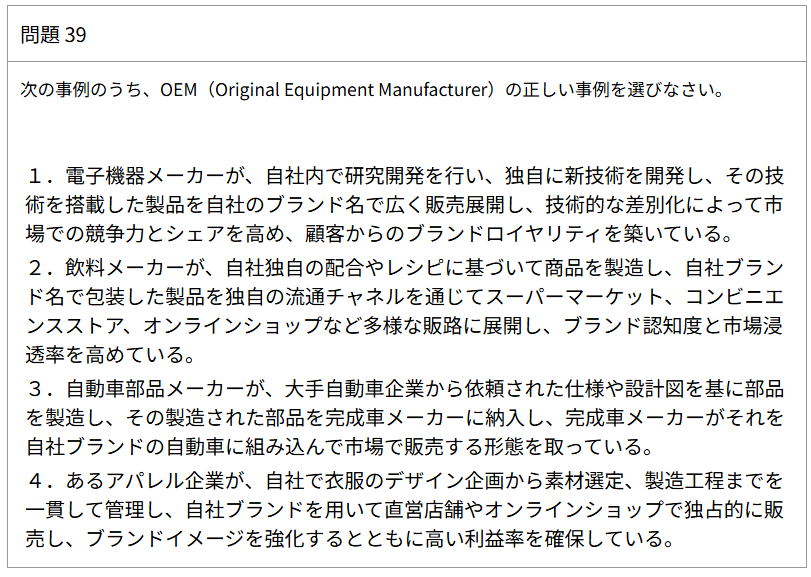 問題 39
次の事例のうち、OEM（Original Equipment Manufacturer）の正しい事例を選びなさい。
１．電子機器メーカーが、自社内で研究開発を行い、独自に新技術を開発し、その技
術を搭載した製品を自社のブランド名で広く販売展開し、技術的な差別化によって市
場での競争力とシェアを高め、顧客からのブランドロイヤリティを築いている。
２．飲料メーカーが、自社独自の配合やレシピに基づいて商品を製造し、自社ブラン
ド名で包装した製品を独自の流通チャネルを通じてスーパーマーケット、コンビニエ
ンスストア、オンラインショップなど多様な販路に展開し、ブランド認知度と市場浸
透率を高めている。
３．自動車部品メーカーが、大手自動車企業から依頼された仕様や設計図を基に部品
を製造し、その製造された部品を完成車メーカーに納入し、完成車メーカーがそれを
自社ブランドの自動車に組み込んで市場で販売する形態を取っている。
４．あるアパレル企業が、自社で衣服のデザイン企画から素材選定、製造工程までを
一貫して管理し、自社ブランドを用いて直営店舗やオンラインショップで独占的に販
売し、ブランドイメージを強化するとともに高い利益率を確保している。